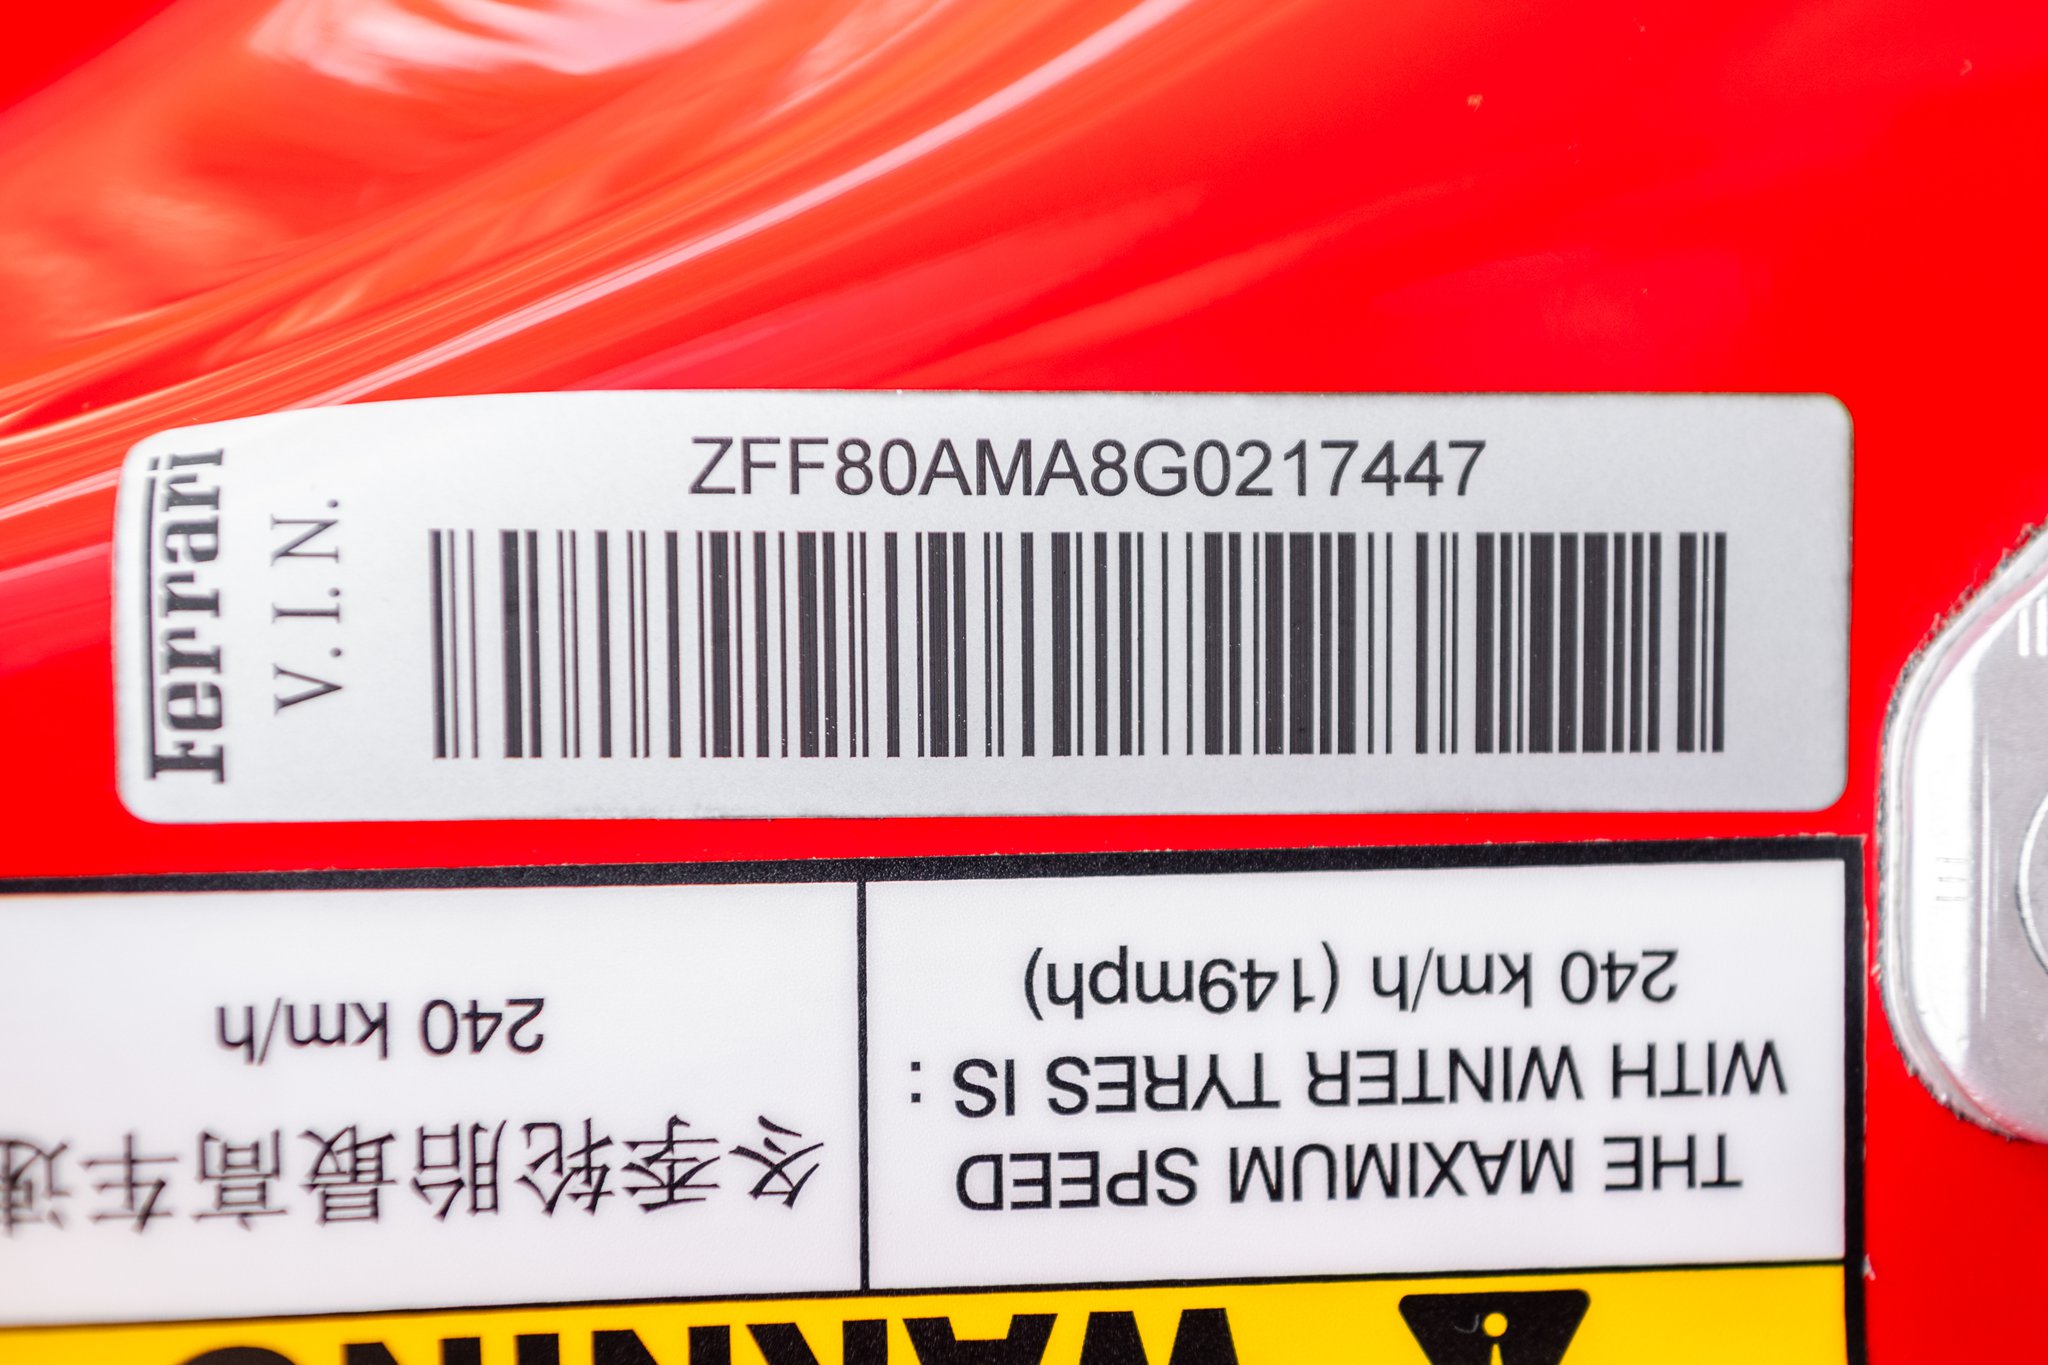 Ferrari
V.I.N.
ZFF80AMA8G0217447
WARNING
THE MAXIMUM SPEED
WITH WINTER TYRES IS :
240 km/h (149mph)
冬季轮胎最高车速
240 km/h